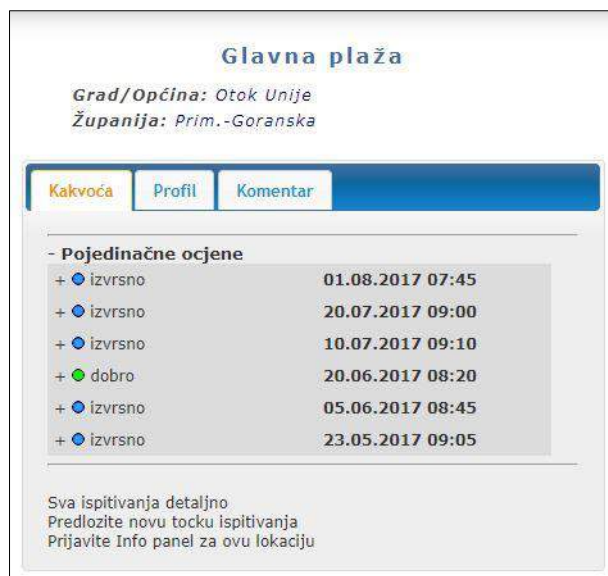 Glavna plaža
Grad/Općina: Otok Unije
Županija: Prim.-Goranska
Kakvoća Profil Komentar
- Pojedinačne ocjene
+ izvrsno 01.08.2017 07:45
+ izvrsno 20.07.2017 09:00
+ izvrsno 10.07.2017 09:10
+ dobro 20.06.2017 08:20
+ izvrsno 05.06.2017 08:45
+ izvrsno 23.05.2017 09:05
Sva ispitivanja detaljno
Predlozite novu tocku ispitivanja
Prijavite Info panel za ovu lokaciju